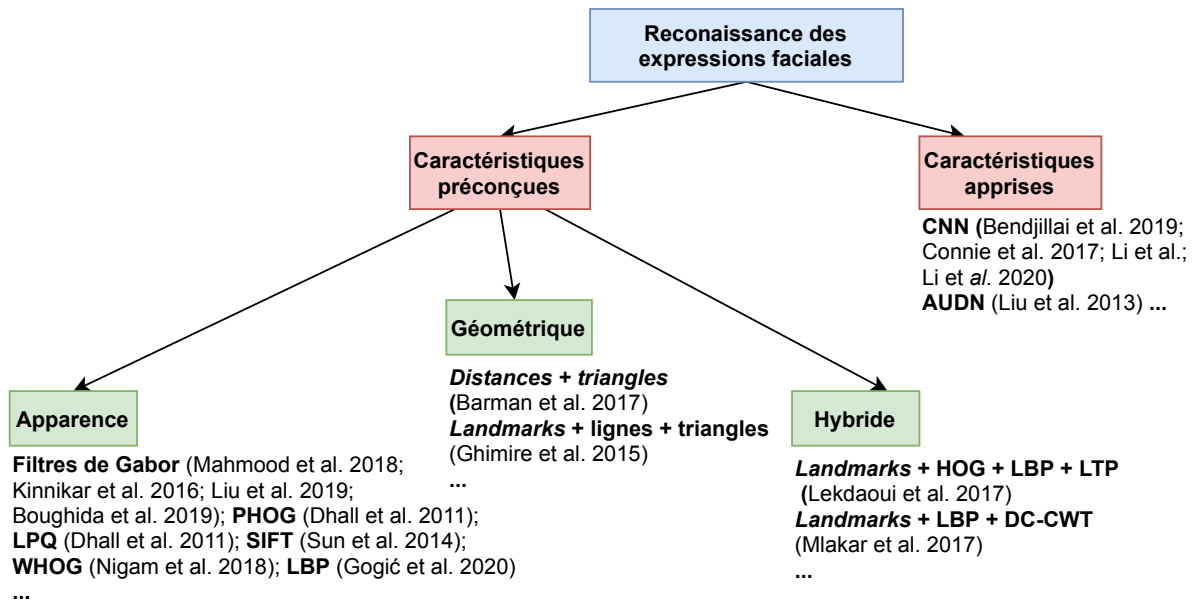 Reconaissance des
expressions faciales
Caractéristiques
préconçues
Caractéristiques
apprises
CNN (Bendjillai et al. 2019;
Connie et al. 2017; Li et al.;
Li et al. 2020)
AUDN (Liu et al. 2013) ...
Géométrique
Distances + triangles
(Barman et al. 2017)
Landmarks + lignes + triangles
(Ghimire et al. 2015)
...
Apparence
Filtres de Gabor (Mahmood et al. 2018;
Kinnikar et al. 2016; Liu et al. 2019;
Boughida et al. 2019); PHOG (Dhall et al. 2011);
LPQ (Dhall et al. 2011); SIFT (Sun et al. 2014);
WHOG (Nigam et al. 2018); LBP (Gogić et al. 2020)
...
Hybride
Landmarks + HOG + LBP + LTP
(Lekdaoui et al. 2017)
Landmarks + LBP + DC-CWT
(Mlakar et al. 2017)
...